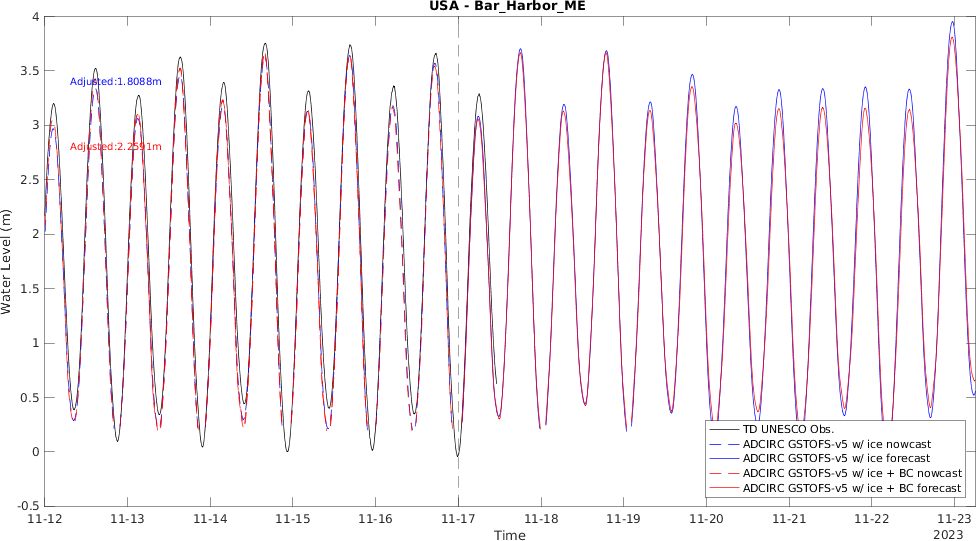 USA - Bar_Harbor_ME
4
3.5
3
2.5
2
1.5
1
0.5
0
-0.5
Water Level (m)
Adjusted:1.8088m
Adjusted:2.2591m
TD UNESCO Obs.
ADCIRC GSTOFS-v5 w/ ice nowcast
ADCIRC GSTOFS-v5 w/ ice forecast
ADCIRC GSTOFS-v5 w/ ice + BC nowcast
ADCIRC GSTOFS-v5 w/ ice + BC forecast
11-12 11-13 11-14 11-15 11-16 11-17 11-18 11-19 11-20 11-21 11-22 11-23
Time
2023